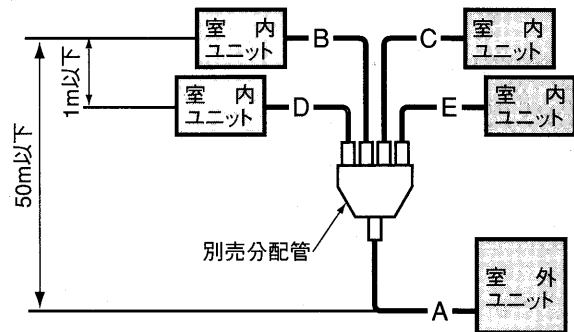 室 内
ユニット
B
C
室 内
ユニット
室 内
ユニット
D
E
室 内
ユニット
1m以下
50m以下
別売分配管
A
室 外
ユニット